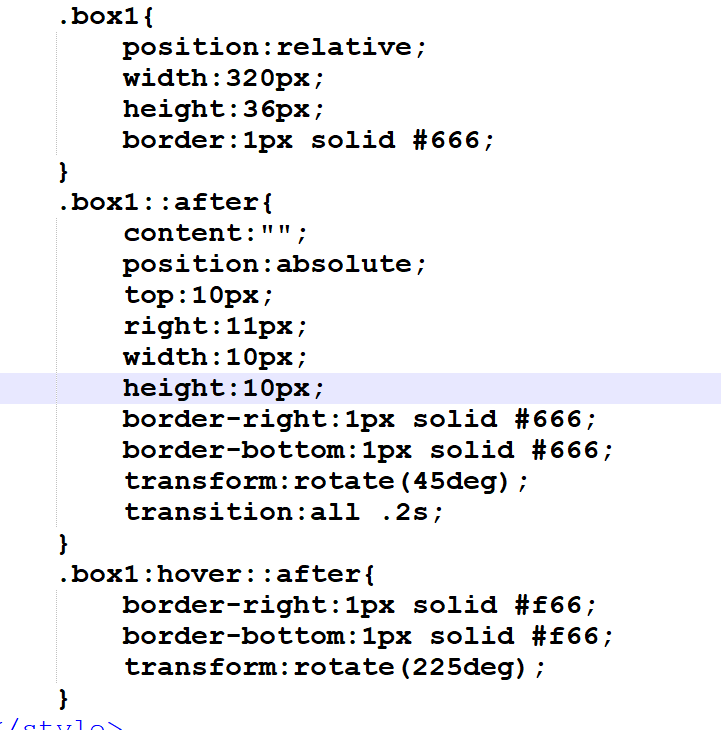 .box1{
    position:relative;
    width:320px;
    height:36px;
    border:1px solid #666;
}
.box1::after{
    content:"";
    position:absolute;
    top:10px;
    right:11px;
    width:10px;
    height:10px;
    border-right:1px solid #666;
    border-bottom:1px solid #666;
    transform:rotate(45deg);
    transition:all .2s;
}
.box1:hover::after{
    border-right:1px solid #f66;
    border-bottom:1px solid #f66;
    transform:rotate(225deg);
}
/style>